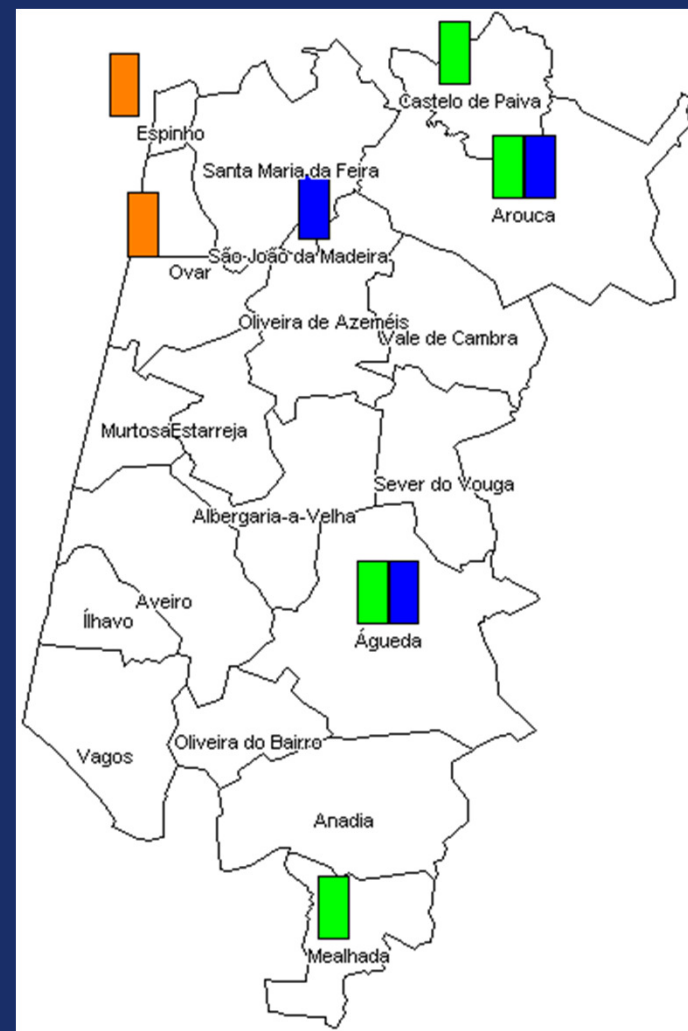 Castelo de Paiva
Espinho
Santa Maria da Feira
Arouca
São João da Madeira
Ovar
Oliveira de Azeméis
Vale de Cambra
Murtosa
Estarreja
Sever do Vouga
Albergaria-a-Velha
Aveiro
Ílhavo
Águeda
Oliveira do Bairro
Vagos
Anadia
Mealhada